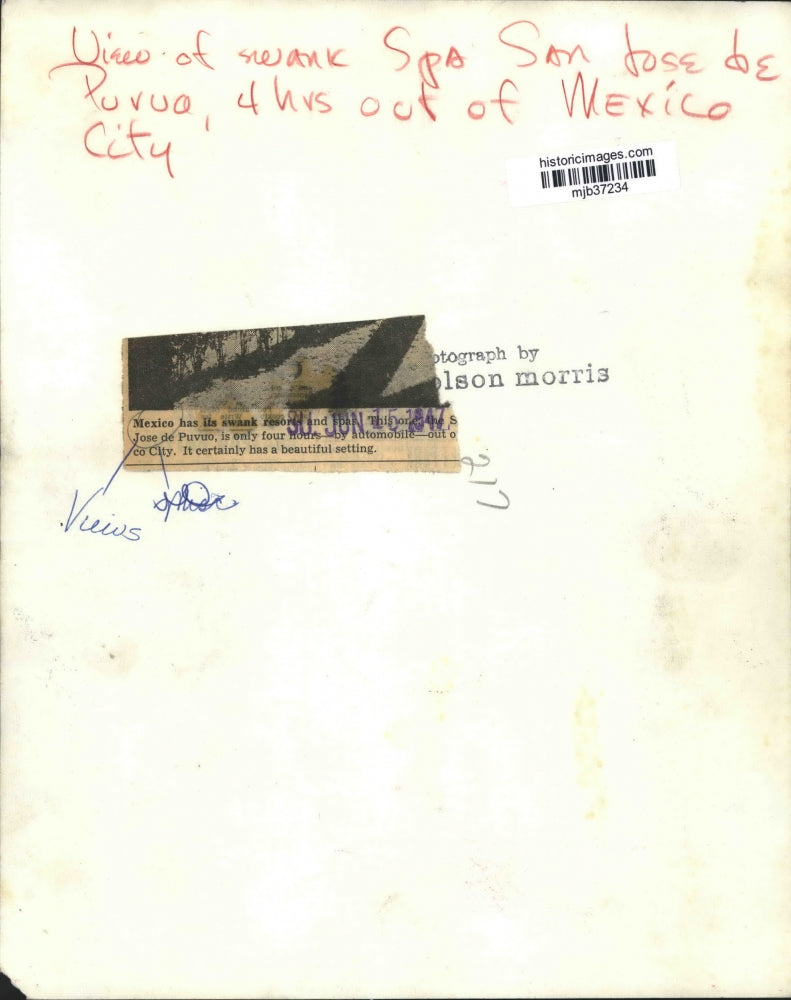 View of swank Spa San Jose de
Puvuo, 4 hrs out of Mexico
City
historicimages.com
mjb37234
otograph by
olson morris
Mexico has its swank resorts and spas. This one, the S
Jose de Puvuo, is only four hours—by automobile—out o
co City. It certainly has a beautiful setting.
SU. JUN 15 1947
Views